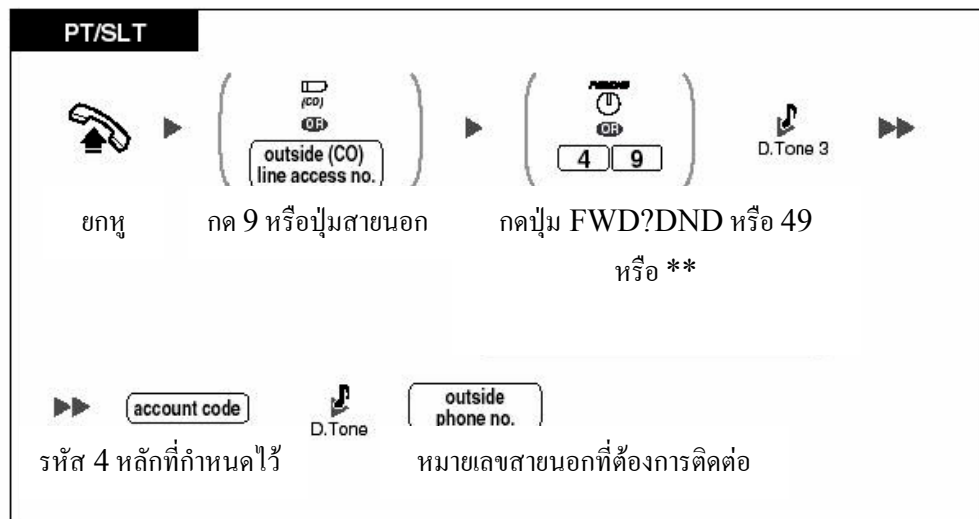 PT/SLT
(CO)
OR
outside (CO)
line access no.
OR
4 9
D.Tone 3
ยกหู
กด 9 หรือปุ่มสายนอก
กดปุ่ม FWD?DND หรือ 49
หรือ **
account code
D.Tone
outside
phone no.
รหัส 4 หลักที่กำหนดไว้
หมายเลขสายนอกที่ต้องการติดต่อ